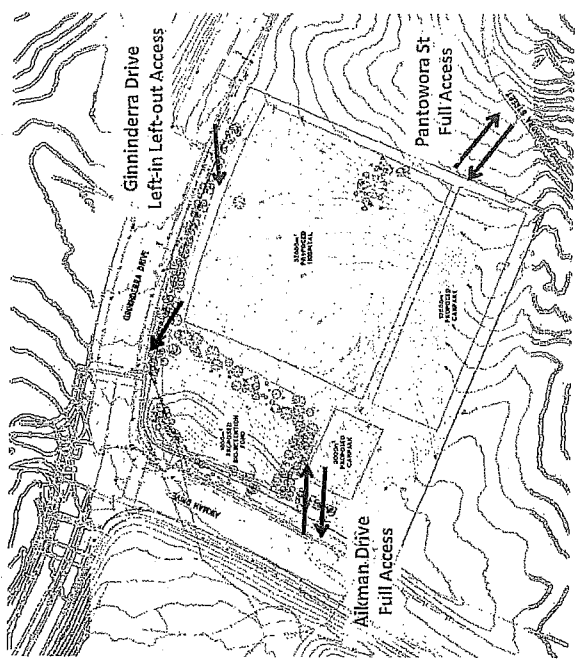 Ginninderra Drive
Left-in Left-out Access
Pantowora St
Full Access
GINNINDERRA DRIVE
PROPOSED
HOSPITAL
PROPOSED
CARPARK
PROPOSED
PROPOSED
CARPARK
Aikman Drive
Full Access